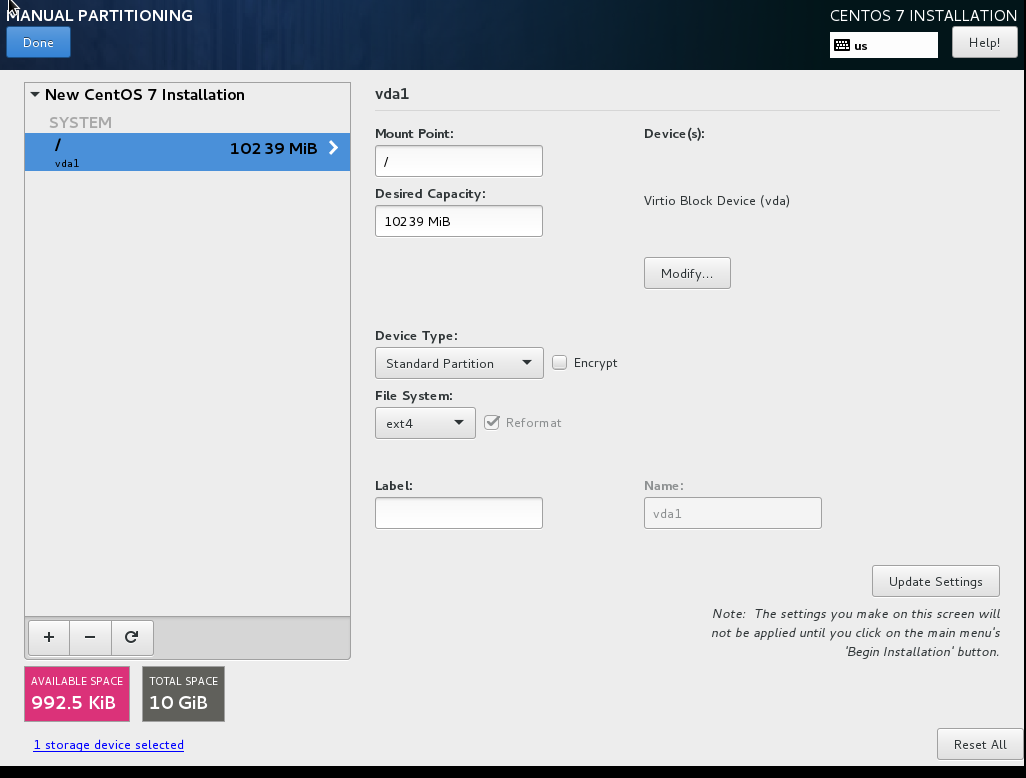 MANUAL PARTITIONING
CENTOS 7 INSTALLATION
Done
us
Help!
New CentOS 7 Installation
SYSTEM
/
vda1
10239 MiB
vda1
Mount Point:
/
Desired Capacity:
10239 MiB
Device(s):
Virtio Block Device (vda)
Modify...
Device Type:
Standard Partition
Encrypt
File System:
ext4
Reformat
Label:
Name:
vda1
Update Settings
Note: The settings you make on this screen will
not be applied until you click on the main menu's
'Begin Installation' button.
+
−
AVAILABLE SPACE
992.5 KiB
TOTAL SPACE
10 GiB
1 storage device selected
Reset All